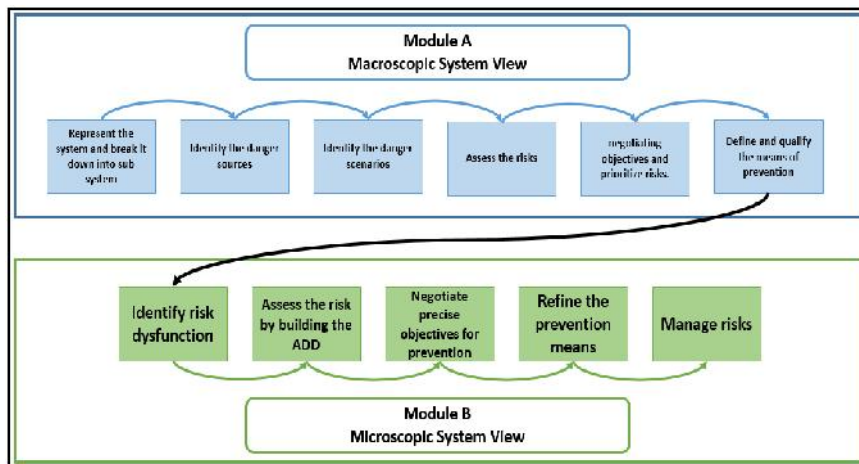 Module A
Macroscopic System View
Represent the
system and break it
down into sub
system
Identify the danger
sources
Identify the danger
scenarios
Assess the risks
negotiating
objectives and
prioritize risks.
Define and qualify
the means of
prevention
Identify risk
dysfunction
Assess the risk
by building the
ADD
Negotiate
precise
objectives for
prevention
Refine the
prevention
means
Manage risks
Module B
Microscopic System View